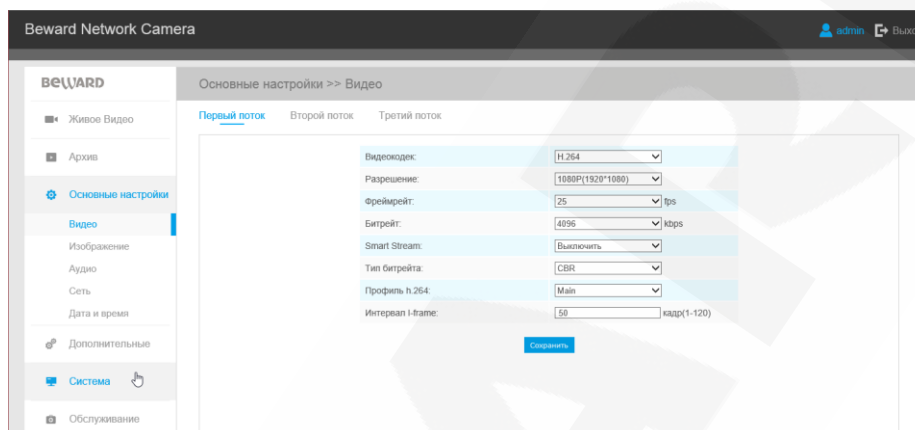 Beward Network Camera
admin
BEWARD
Основные настройки >> Видео
Живое Видео
Архив
Основные настройки
Видео
Изображение
Аудио
Сеть
Дата и время
Дополнительные
Система
Обслуживание
Первый поток Второй поток Третий поток
Видеокодек: H.264
Разрешение: 1080P(1920*1080)
Фреймрейт: 25 fps
Битрейт: 4096 kbps
Smart Stream: Выключить
Тип битрейта: CBR
Профиль h.264: Main
Интервал I-frame: 50 кадр(1-120)
Сохранить